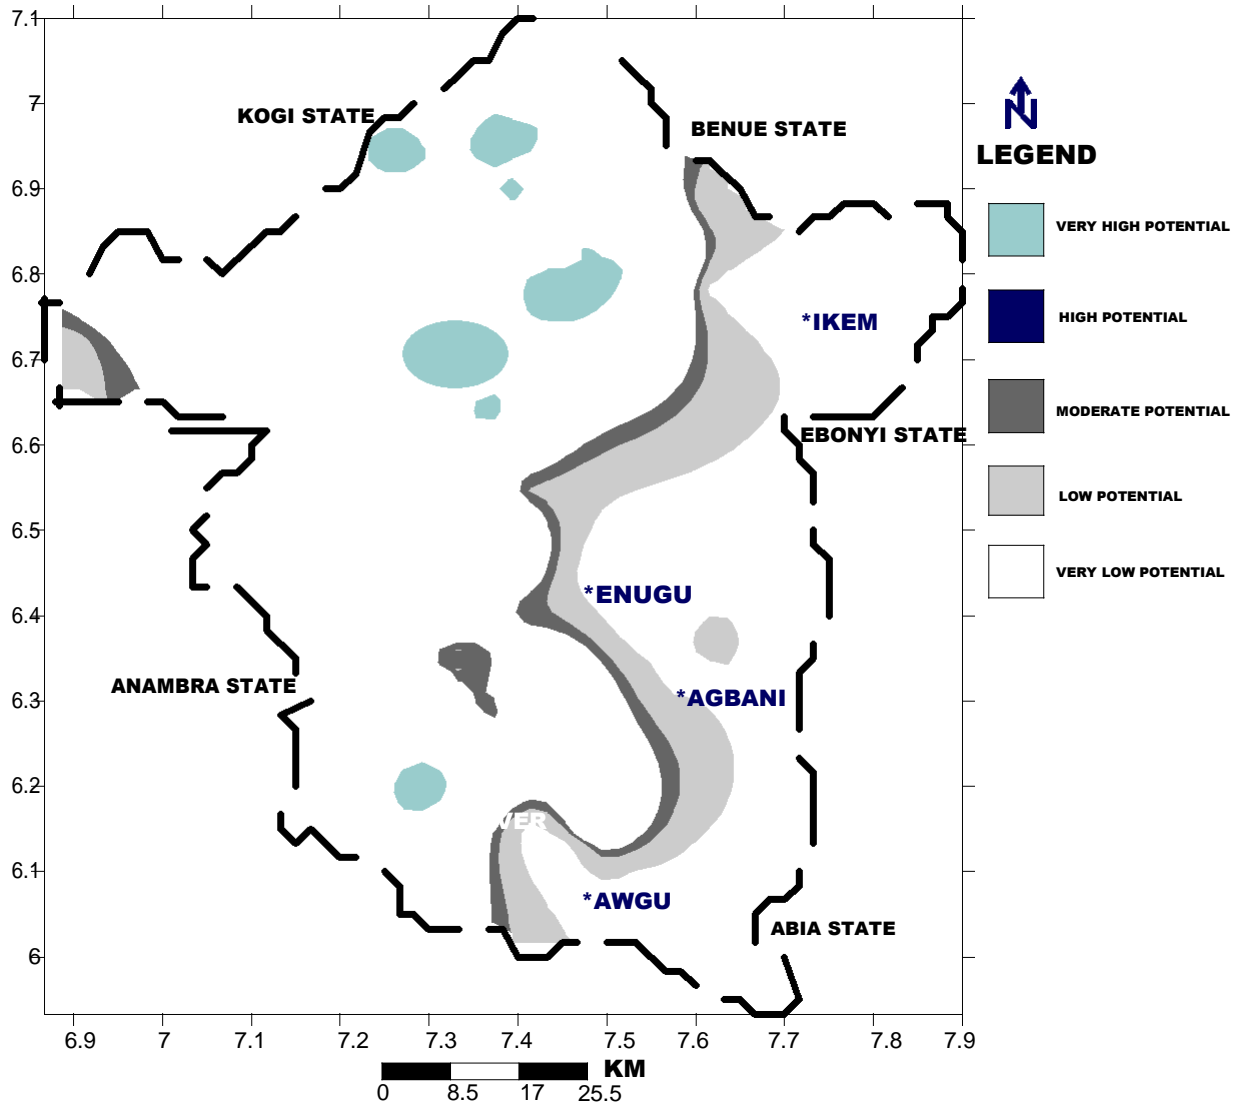 7.1
7
6.9
6.8
6.7
6.6
6.5
6.4
6.3
6.2
6.1
6
6.9
7
7.1
7.2
7.3
7.4
7.5
7.6
7.7
7.8
7.9
KOGI STATE
BENUE STATE
*IKEM
EBONYI STATE
*ENUGU
*AGBANI
ANAMBRA STATE
*AWGU
ABIA STATE
N
LEGEND
VERY HIGH POTENTIAL
HIGH POTENTIAL
MODERATE POTENTIAL
LOW POTENTIAL
VERY LOW POTENTIAL
KM
0 8.5 17 25.5